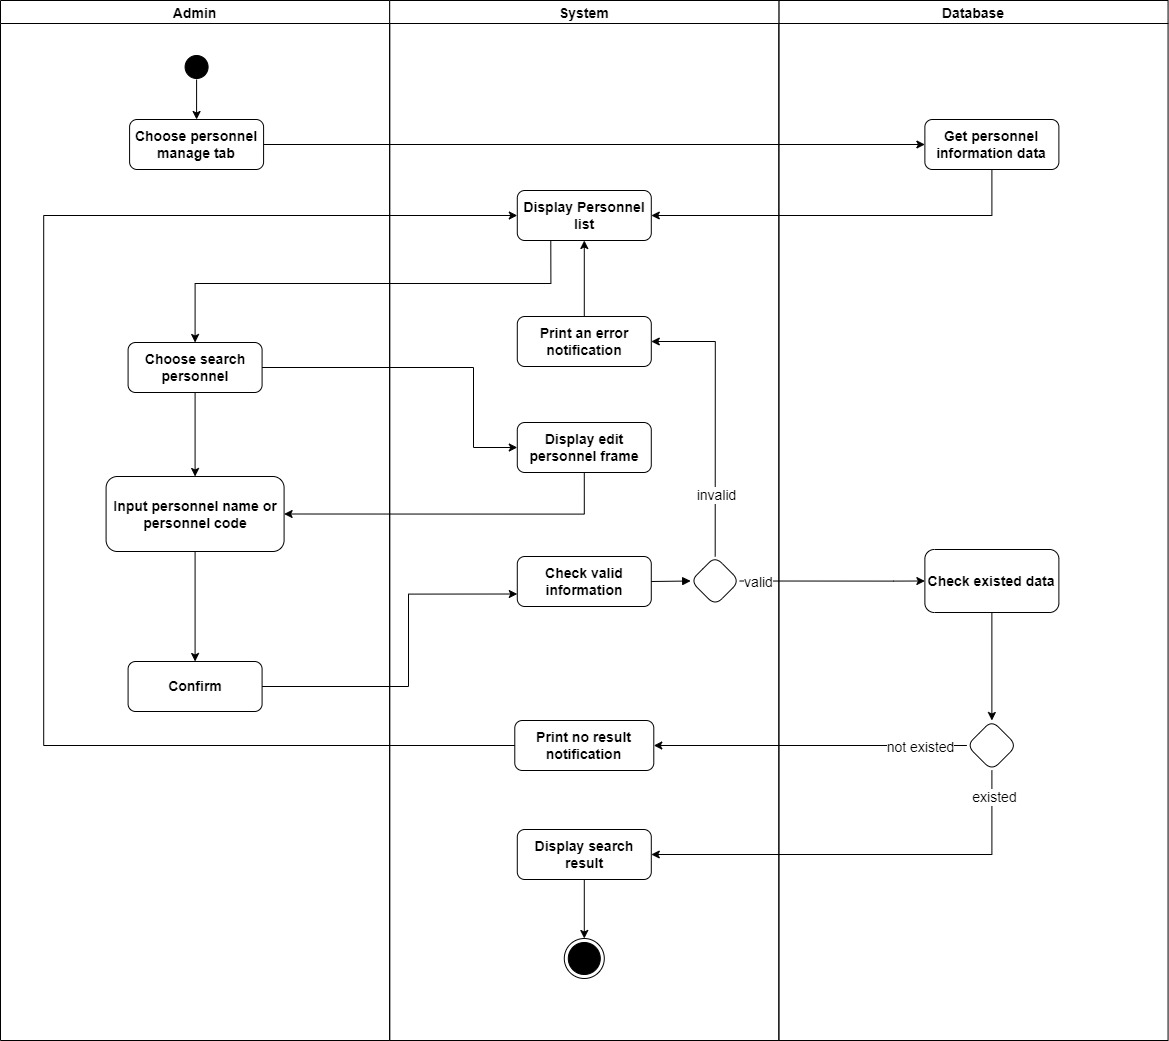 Admin
System
Database
Choose personnel
manage tab
Get personnel
information data
Display Personnel
list
Print an error
notification
Choose search
personnel
Display edit
personnel frame
invalid
Input personnel name or
personnel code
Check valid
information
valid
Check existed data
Confirm
Print no result
notification
not existed
existed
Display search
result